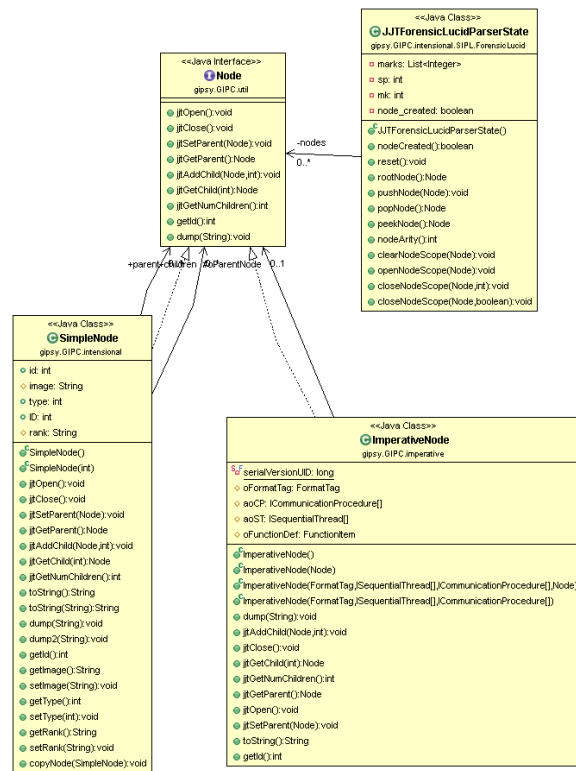 <<Java Interface>>
Node
gipsy.GIPC.util
jjtOpen():void
jjtClose():void
jjtSetParent(Node):void
jjtGetParent():Node
jjtAddChild(Node,int):void
jjtGetChild(int):Node
jjtGetNumChildren():int
getId():int
dump(String):void
<<Java Class>>
JJTForensicLucidParserState
gipsy.GIPC.intensional.SIPL.ForensicLucid
marks: List<Integer>
sp: int
mk: int
node_created: boolean
JJTForensicLucidParserState()
nodeCreated():boolean
reset():void
rootNode():Node
pushNode(Node):void
popNode():Node
peekNode():Node
nodeArity():int
clearNodeScope(Node):void
openNodeScope(Node):void
closeNodeScope(Node,int):void
closeNodeScope(Node,boolean):void
-nodes
0..*
+parent
+children
0..1
<<Java Class>>
SimpleNode
gipsy.GIPC.intensional
id: int
image: String
type: int
ID: int
rank: String
SimpleNode()
SimpleNode(int)
jjtOpen():void
jjtClose():void
jjtSetParent(Node):void
jjtGetParent():Node
jjtAddChild(Node,int):void
jjtGetChild(int):Node
jjtGetNumChildren():int
toString():String
toString(String):String
dump(String):void
dump2(String):void
getId():int
getImage():String
setImage(String):void
getType():int
setType(int):void
getRank():String
setRank(String):void
copyNode(SimpleNode):void
<<Java Class>>
ImperativeNode
gipsy.GIPC.imperative
serialVersionUID: long
oFormatTag: FormatTag
aoCP: ICommunicationProcedure[]
aoST: ISequentialThread[]
oFunctionDef: FunctionItem
ImperativeNode()
ImperativeNode(Node)
ImperativeNode(FormatTag,ISequentialThread[],ICommunicationProcedure[],Node)
ImperativeNode(FormatTag,ISequentialThread[],ICommunicationProcedure[])
dump(String):void
jjtAddChild(Node,int):void
jjtClose():void
jjtGetChild(int):Node
jjtGetNumChildren():int
jjtGetParent():Node
jjtOpen():void
jjtSetParent(Node):void
toString():String
getId():int